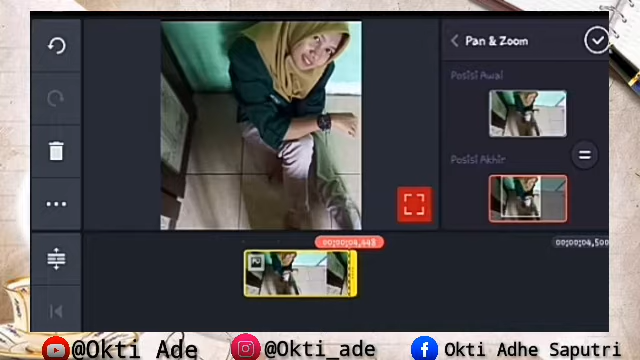 Pan & Zoom
Posisi Awal
Posisi Akhir
00:00:04,448
00:00:04,500
@Okti Ade
@Okti_ade
Okti Adhe Saputri